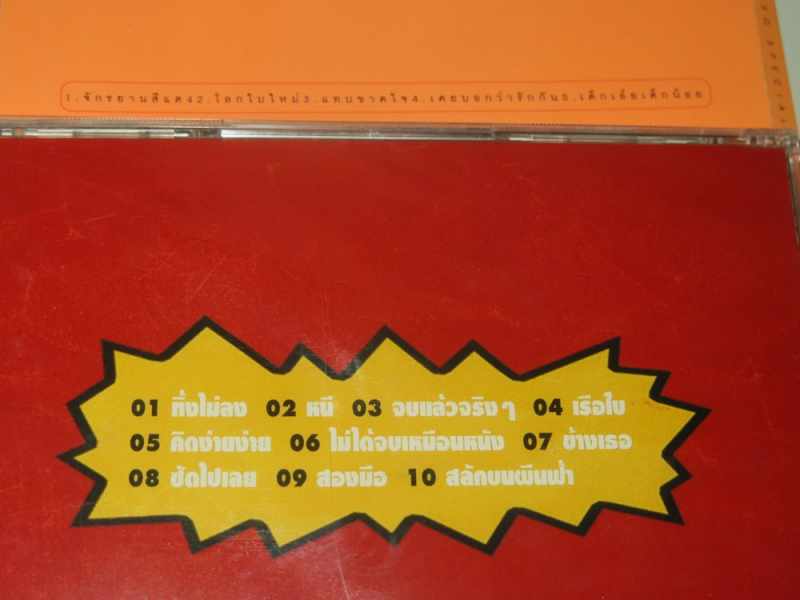 1.จักรยานสีแดง2.โลกใบใหม่3.แทบขาดใจ4.เคยบอกว่ารักกัน5.เด็กเอ๋ยเด็กน้อย
SPECIAL
01 ทิ้งไม่ลง 02 หนี 03 จบแล้วจริงๆ 04 เรือใบ
05 คิดง่ายง่าย 06 ไม่ได้จบเหมือนหนัง 07 ข้างเธอ
08 ชัดไปเลย 09 สองมือ 10 สลักบนผืนฟ้า